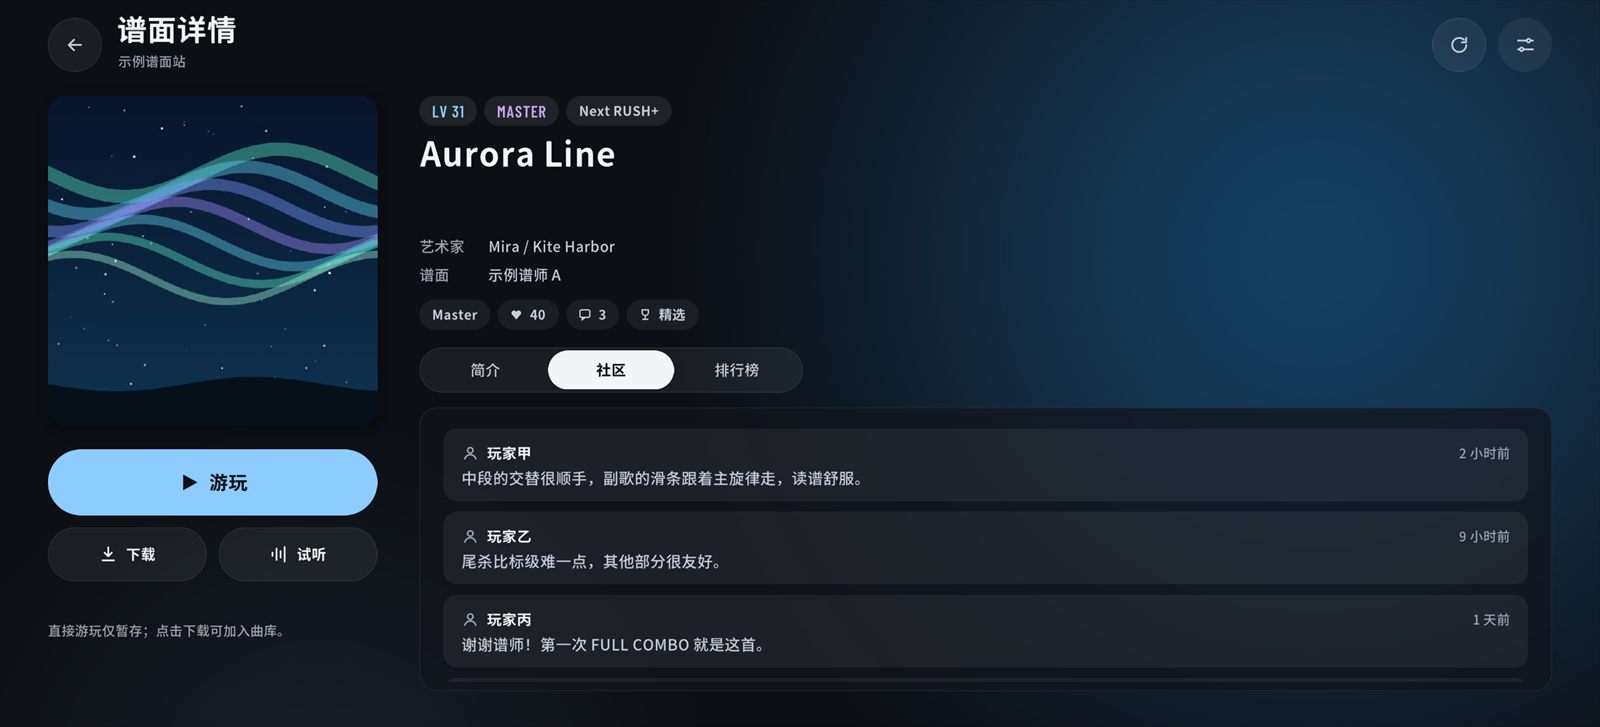 谱面详情
示例谱面站
LV 31
MASTER
Next RUSH+
Aurora Line
艺术家 Mira / Kite Harbor
谱面 示例谱师 A
Master
40
3
精选
简介
社区
排行榜
玩家甲 2 小时前
中段的交替很顺手，副歌的滑条跟着主旋律走，读谱舒服。
玩家乙 9 小时前
尾杀比标级难一点，其他部分很友好。
玩家丙 1 天前
谢谢谱师！第一次 FULL COMBO 就是这首。
游玩
下载
试听
直接游玩仅暂存；点击下载可加入曲库。